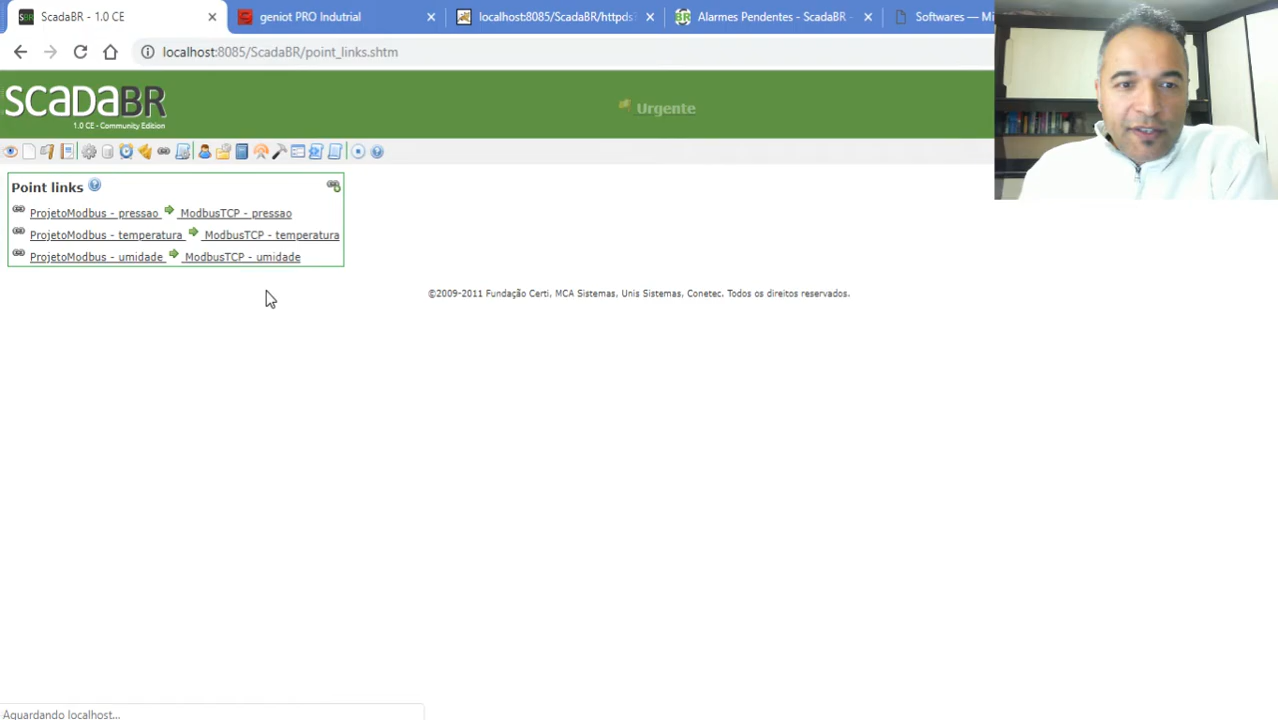 ScadaBR - 1.0 CE
geniot PRO Indutrial
localhost:8085/ScadaBR/httpds
Alarmes Pendentes - ScadaBR -
Softwares — Mi
localhost:8085/ScadaBR/point_links.shtm
ScadaBR
1.0 CE - Community Edition
Urgente
Point links
ProjetoModbus - pressao ModbusTCP - pressao
ProjetoModbus - temperatura ModbusTCP - temperatura
ProjetoModbus - umidade ModbusTCP - umidade
©2009-2011 Fundação Certi, MCA Sistemas, Unis Sistemas, Conetec. Todos os direitos reservados.
Aguardando localhost...